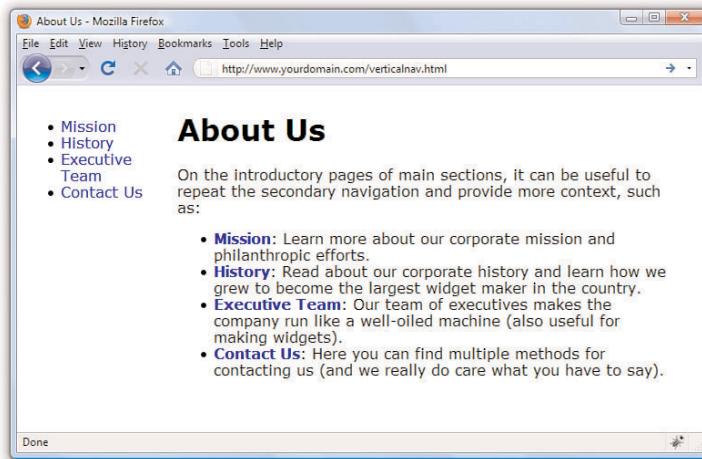 About Us - Mozilla Firefox
File Edit View History Bookmarks Tools Help
http://www.yourdomain.com/verticalnav.html
• Mission
• History
• Executive
Team
• Contact Us
About Us
On the introductory pages of main sections, it can be useful to
repeat the secondary navigation and provide more context, such
as:
• Mission: Learn more about our corporate mission and
philanthropic efforts.
• History: Read about our corporate history and learn how we
grew to become the largest widget maker in the country.
• Executive Team: Our team of executives makes the
company run like a well-oiled machine (also useful for
making widgets).
• Contact Us: Here you can find multiple methods for
contacting us (and we really do care what you have to say).
Done